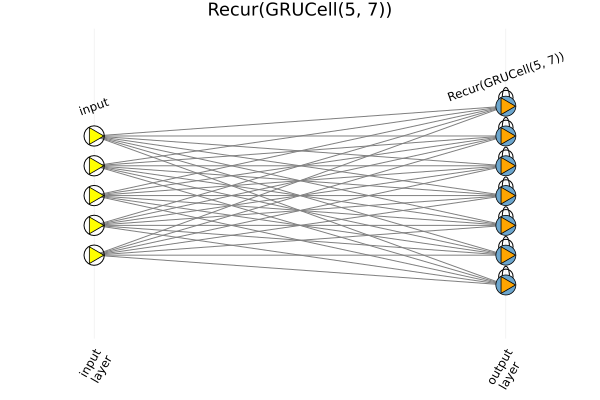 Recur(GRUCell(5, 7))
input
Recur(GRUCell(5, 7))
input
layer
output
layer